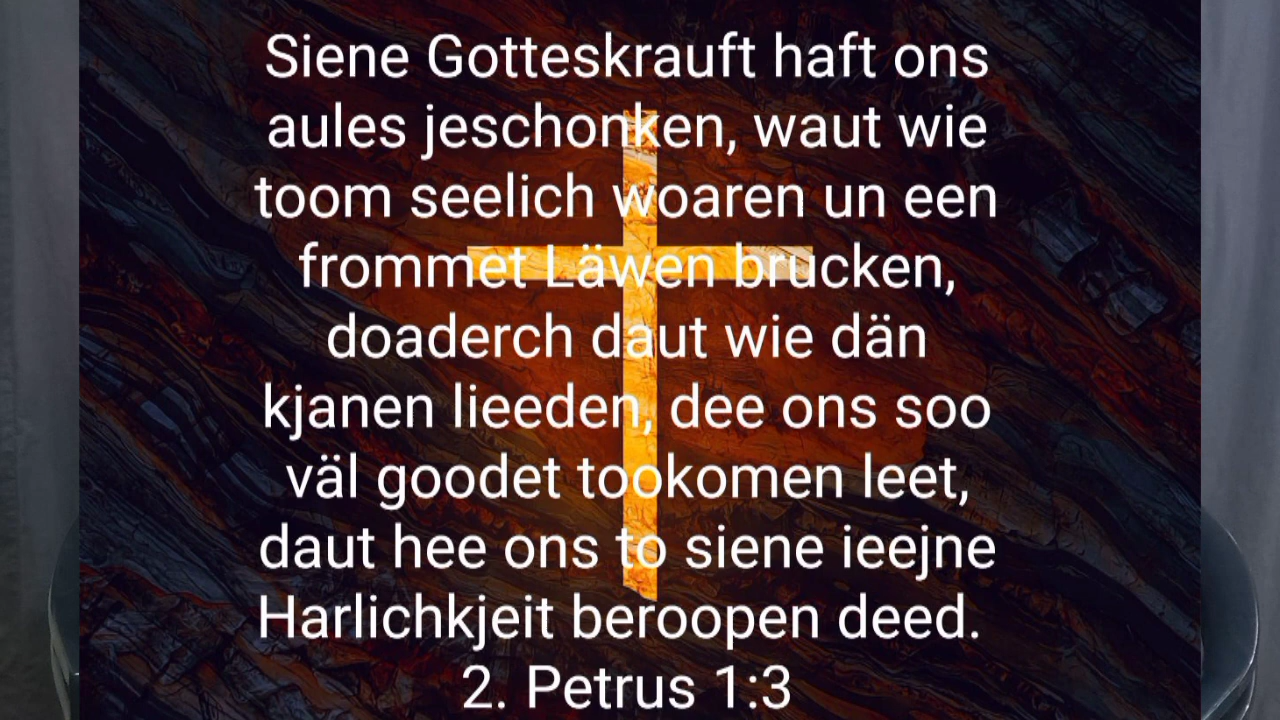 Siene Gotteskrauft haft ons
aules jeschonken, waut wie
toom seelich woaren un een
frommet Läwen brucken,
doaderch daut wie dän
kjanen lieeden, dee ons soo
väl goodet tookomen leet,
daut hee ons to siene ieejne
Harlichkjeit beroopen deed.
2. Petrus 1:3